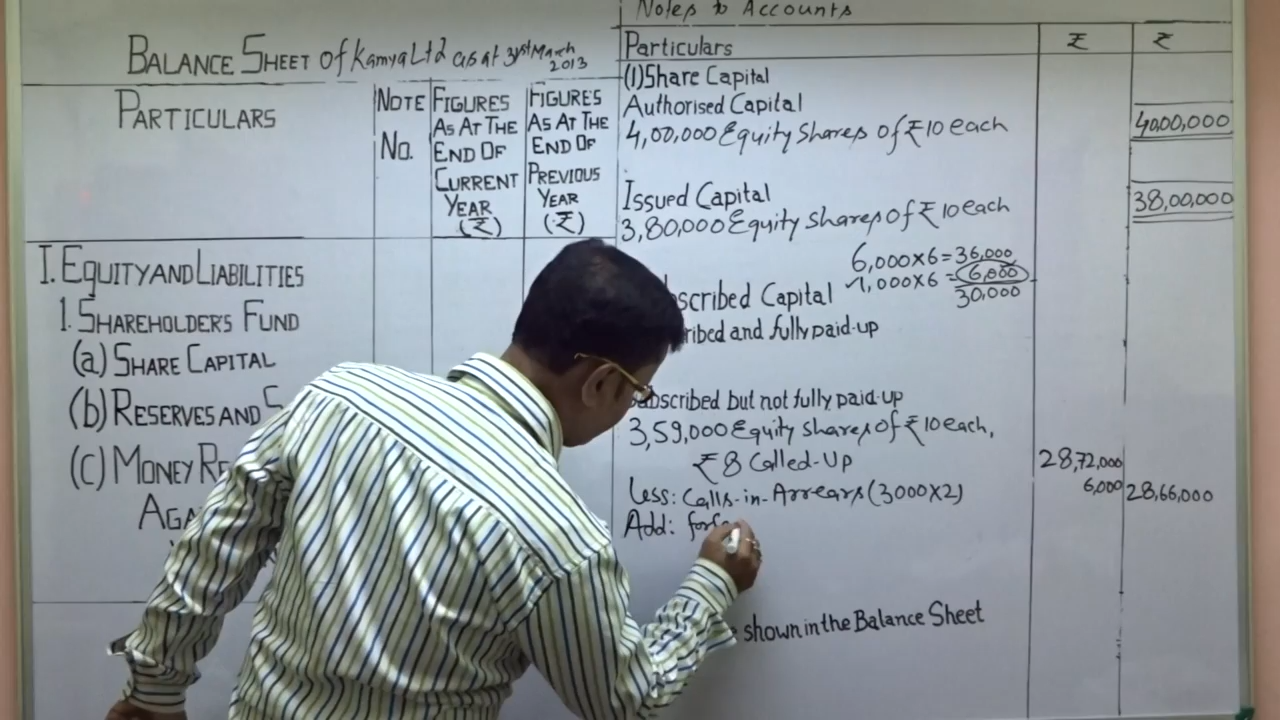 BALANCE SHEET of Kamya Ltd as at 31st March 2013
PARTICULARS
NOTE NO.
FIGURES AS AT THE END OF CURRENT YEAR (₹)
FIGURES AS AT THE END OF PREVIOUS YEAR (₹)
I. EQUITY AND LIABILITIES
1. SHAREHOLDER'S FUND
(a) SHARE CAPITAL
(b) RESERVES AND S
(C) MONEY RE
AGA
Notes to Accounts
Particulars ₹ ₹
(1) Share Capital
Authorised Capital
4,00,000 Equity Shares of ₹10 each 4000,000
Issued Capital
3,80,000 Equity Shares of ₹10 each 38,00,000
6,000×6=36,000
1,000×6=6,000
30,000
scribed Capital
ribed and fully paid-up
Subscribed but not fully paid-up
3,59,000 Equity Shares of ₹10 each,
₹8 Called-Up 28,72,000
Less: Calls-in-Arrears (3000×2) 6,000 28,66,000
Add: forfe
shown in the Balance Sheet